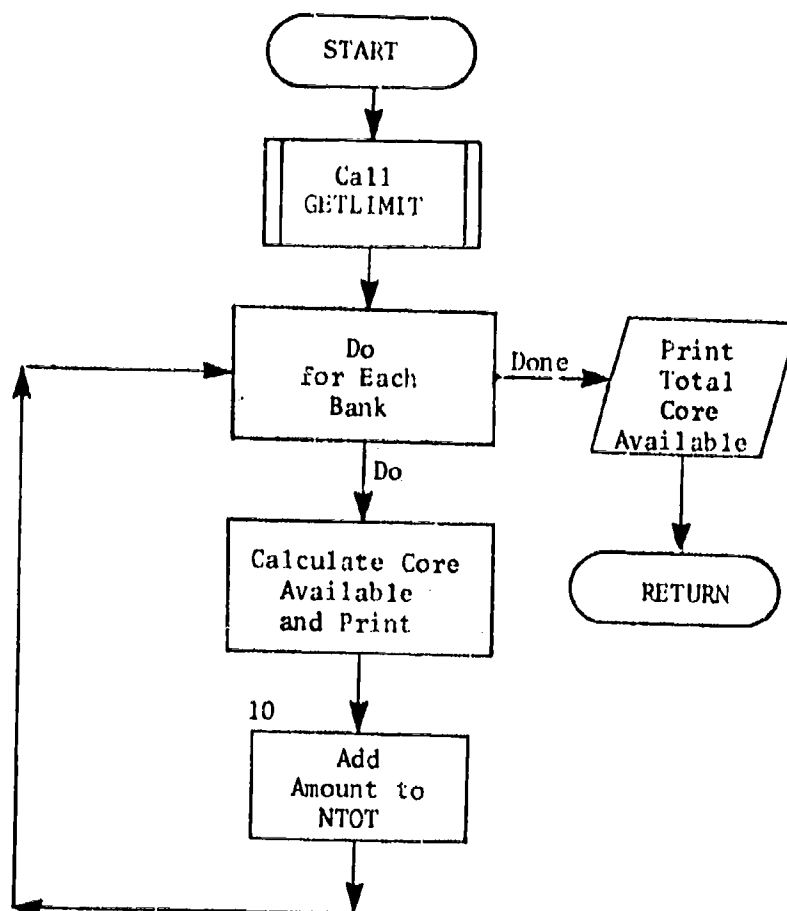 START
Call
GETLIMIT
Do
for Each
Bank
Done
Print
Total
Core
Available
Do
Calculate Core
Available
and Print
RETURN
10
Add
Amount to
NTOT